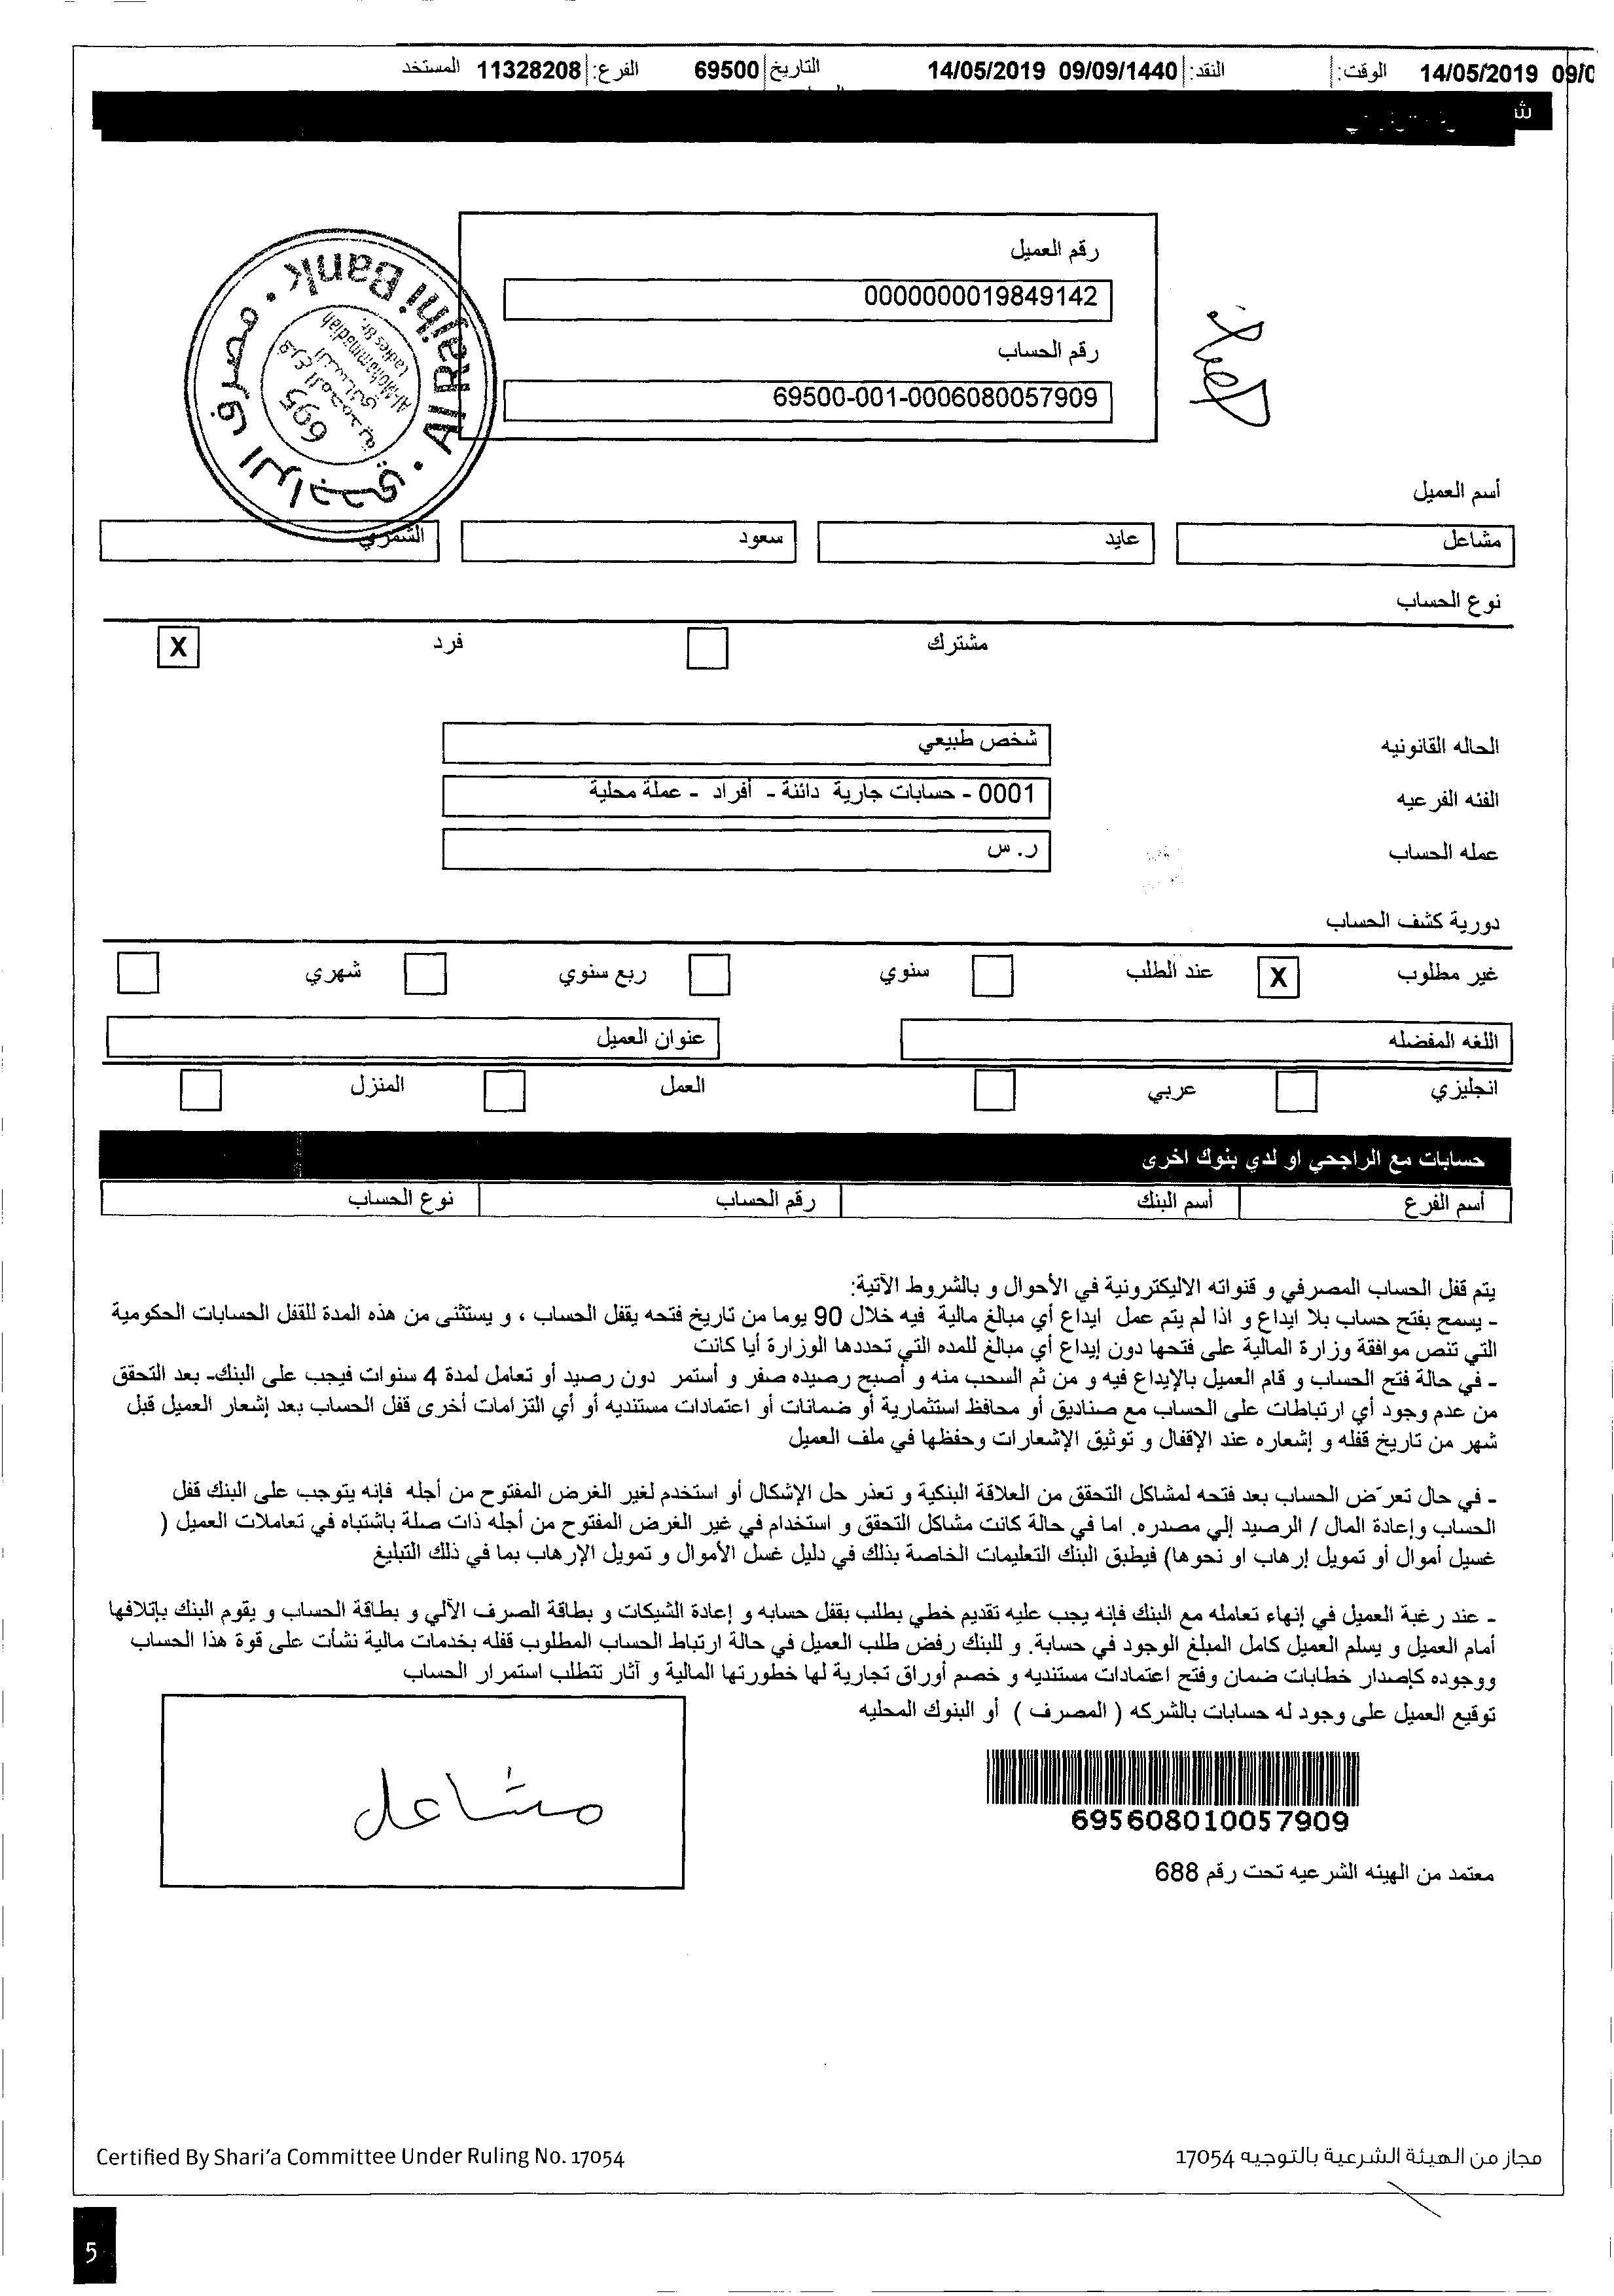 14/05/2019 09/0 الوقت: 14/05/2019 09/09/1440 النقد: 69500 التاريخ 11328208 الفرع: المستخد
رقم العميل
0000000019849142
رقم الحساب
69500-001-0006080057909
مصرف الراجحي • Al Rajhi Bank •
فرع المحمدية النسائي
Al-Mohammadiah Ladies Br.
695
أسم العميل
مشاعل عايد سعود الشمري
نوع الحساب
مشترك فرد X
الحاله القانونيه شخص طبيعي
الفئه الفرعيه 0001 - حسابات جارية دائنة - أفراد - عملة محلية
عمله الحساب ر. س
دورية كشف الحساب
غير مطلوب X عند الطلب سنوي ربع سنوي شهري
اللغه المفضله عنوان العميل
انجليزي عربي العمل المنزل
حسابات مع الراجحي او لدي بنوك اخرى
أسم الفرع أسم البنك رقم الحساب نوع الحساب
يتم قفل الحساب المصرفي و قنواته الاليكترونية في الأحوال و بالشروط الآتية:
- يسمح بفتح حساب بلا ايداع و اذا لم يتم عمل ايداع أي مبالغ مالية فيه خلال 90 يوما من تاريخ فتحه يقفل الحساب ، و يستثنى من هذه المدة للقفل الحسابات الحكومية
التي تنص موافقة وزارة المالية على فتحها دون إيداع أي مبالغ للمده التي تحددها الوزارة أيا كانت
- في حالة فتح الحساب و قام العميل بالإيداع فيه و من ثم السحب منه و أصبح رصيده صفر و أستمر دون رصيد أو تعامل لمدة 4 سنوات فيجب على البنك- بعد التحقق
من عدم وجود أي ارتباطات على الحساب مع صناديق أو محافظ استثمارية أو ضمانات أو اعتمادات مستنديه أو أي التزامات أخرى قفل الحساب بعد إشعار العميل قبل
شهر من تاريخ قفله و إشعاره عند الإقفال و توثيق الإشعارات وحفظها في ملف العميل
- في حال تعرّض الحساب بعد فتحه لمشاكل التحقق من العلاقة البنكية و تعذر حل الإشكال أو استخدم لغير الغرض المفتوح من أجله فإنه يتوجب على البنك قفل
الحساب وإعادة المال / الرصيد إلي مصدره. اما في حالة كانت مشاكل التحقق و استخدام في غير الغرض المفتوح من أجله ذات صلة باشتباه في تعاملات العميل (
غسيل أموال أو تمويل إرهاب او نحوها) فيطبق البنك التعليمات الخاصة بذلك في دليل غسل الأموال و تمويل الإرهاب بما في ذلك التبليغ
- عند رغبة العميل في إنهاء تعامله مع البنك فإنه يجب عليه تقديم خطي بطلب بقفل حسابه و إعادة الشيكات و بطاقة الصرف الآلي و بطاقة الحساب و يقوم البنك بإتلافها
أمام العميل و يسلم العميل كامل المبلغ الوجود في حسابة. و للبنك رفض طلب العميل في حالة ارتباط الحساب المطلوب قفله بخدمات مالية نشأت على قوة هذا الحساب
ووجوده كإصدار خطابات ضمان وفتح اعتمادات مستنديه و خصم أوراق تجارية لها خطورتها المالية و آثار تتطلب استمرار الحساب
توقيع العميل على وجود له حسابات بالشركه ( المصرف ) أو البنوك المحليه
مشاعل
695608010057909
معتمد من الهيئه الشرعيه تحت رقم 688
Certified By Shari'a Committee Under Ruling No. 17054
مجاز من الهيئة الشرعية بالتوجيه 17054
5